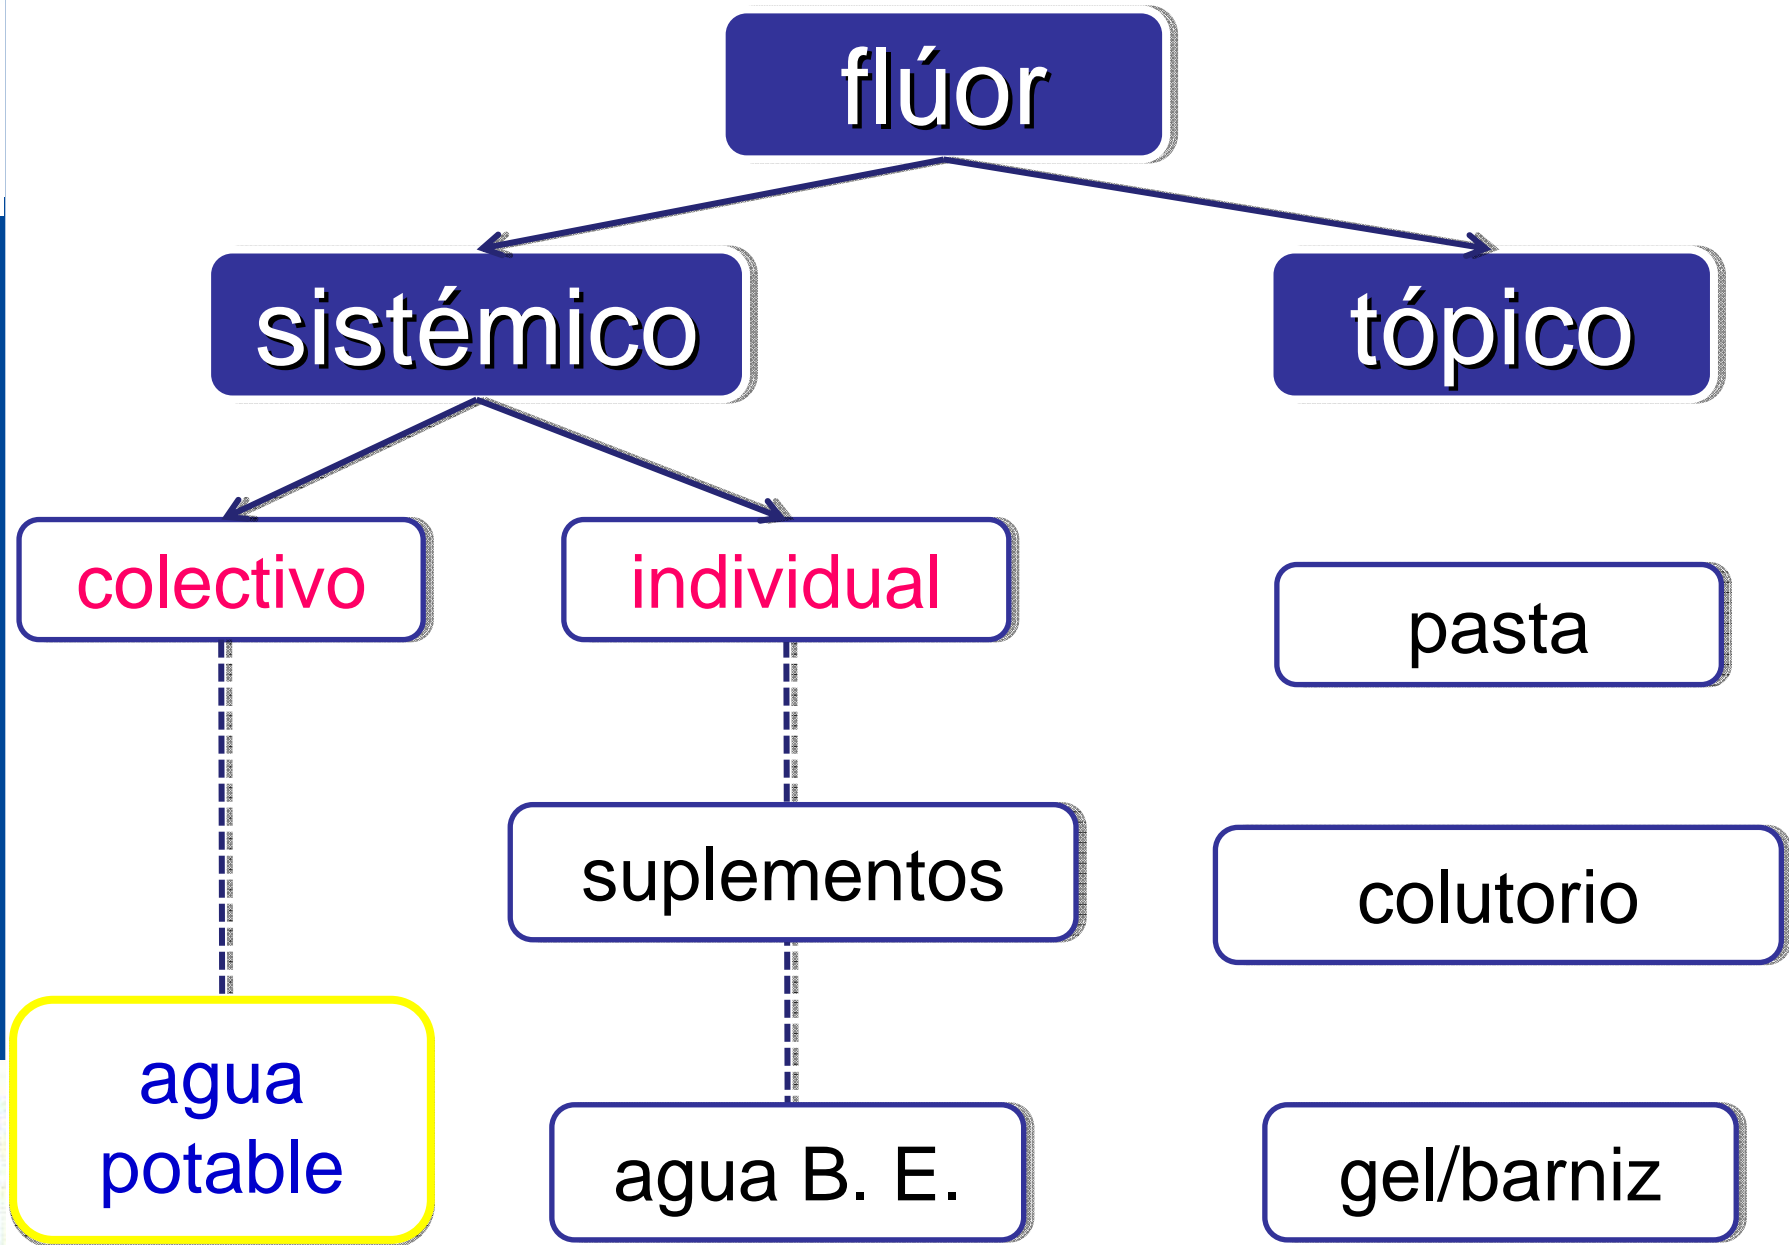 flúor
sistémico
tópico
colectivo
individual
pasta
suplementos
colutorio
agua
potable
agua B. E.
gel/barniz